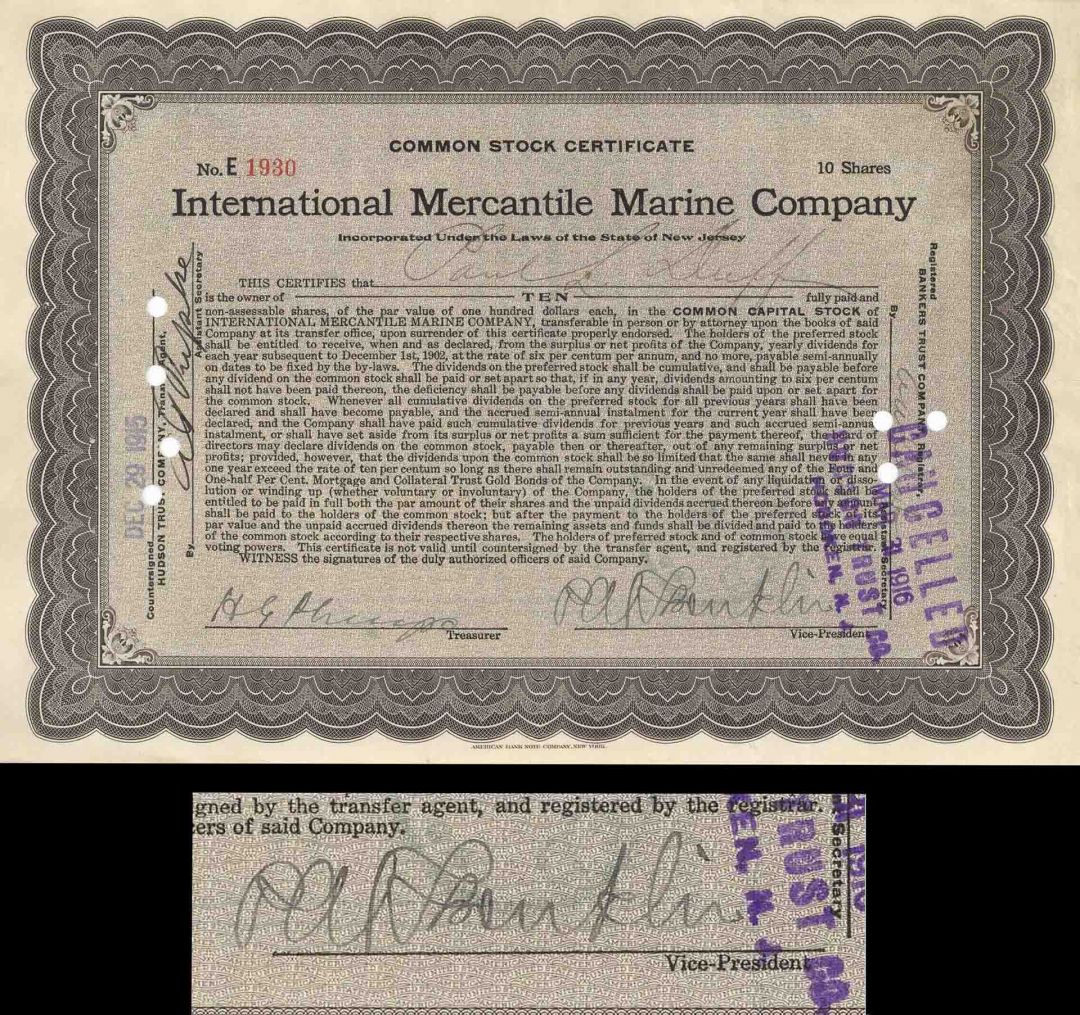 COMMON STOCK CERTIFICATE
No. E 1930
10 Shares
International Mercantile Marine Company
Incorporated Under the Laws of the State of New Jersey
THIS CERTIFIES that Paul L.
is the owner of TEN fully paid and
non-assessable shares, of the par value of one hundred dollars each, in the COMMON CAPITAL STOCK of
INTERNATIONAL MERCANTILE MARINE COMPANY, transferable in person or by attorney upon the books of said
Company at its transfer office, upon surrender of this certificate properly endorsed. The holders of the preferred stock
shall be entitled to receive, when and as declared, from the surplus or net profits of the Company, yearly dividends for
each year subsequent to December 1st, 1902, at the rate of six per centum per annum, and no more, payable semi-annually
on dates to be fixed by the by-laws. The dividends on the preferred stock shall be cumulative, and shall be payable before
any dividend on the common stock shall be paid or set apart so that, if in any year, dividends amounting to six per cent
shall not have been paid thereon, the deficiency shall be payable before any dividends shall be paid upon or set apart for
the common stock. Whenever all cumulative dividends on the preferred stock for all previous years shall have been
declared and shall have become payable, and the accrued semi-annual instalment for the current year shall have been
declared, and the Company shall have paid such cumulative dividends for previous years and such accrued semi-annual
instalment, or shall have set aside from its surplus or net profits a sum sufficient for the payment thereof, the board of
directors may declare dividends on the common stock, payable then or thereafter, out of any remaining surplus or net
profits; provided, however, that the dividends upon the common stock shall be so limited that the same shall never in any
one year exceed the rate of ten per centum so long as there shall remain outstanding and unredeemed any of the Four and
One-half Per Cent. Mortgage and Collateral Trust Gold Bonds of the Company. In the event of any liquidation or disso-
lution or winding up (whether voluntary or involuntary) of the Company, the holders of the preferred stock shall be
entitled to be paid in full both the par amount of their shares and the unpaid dividends accrued thereon before any amount
shall be paid to the holders of the common stock; but after the payment to the holders of the preferred stock of its
par value and the unpaid accrued dividends thereon the remaining assets and funds shall be divided and paid to the holders
of the common stock according to their respective shares. The holders of preferred stock and of common stock have equal
voting powers. This certificate is not valid until countersigned by the transfer agent, and registered by the registrar.
WITNESS the signatures of the duly authorized officers of said Company.
P A S Franklin
Treasurer
Vice-President
Countersigned
HUDSON TRUST COMPANY, Transfer Agent,
By
Assistant Secretary
DEC 29 1915
Registered
BANKERS TRUST COMPANY, Registrar,
By
Assistant Secretary
CANCELLED
1916
TRUST CO.
HOBOKEN, N. J.
AMERICAN BANK NOTE COMPANY, NEW YORK.
gned by the transfer agent, and registered by the registrar.
ers of said Company.
P A S Franklin
Vice-President
Secretary
1916
KEN, N. J.
RUST CO.